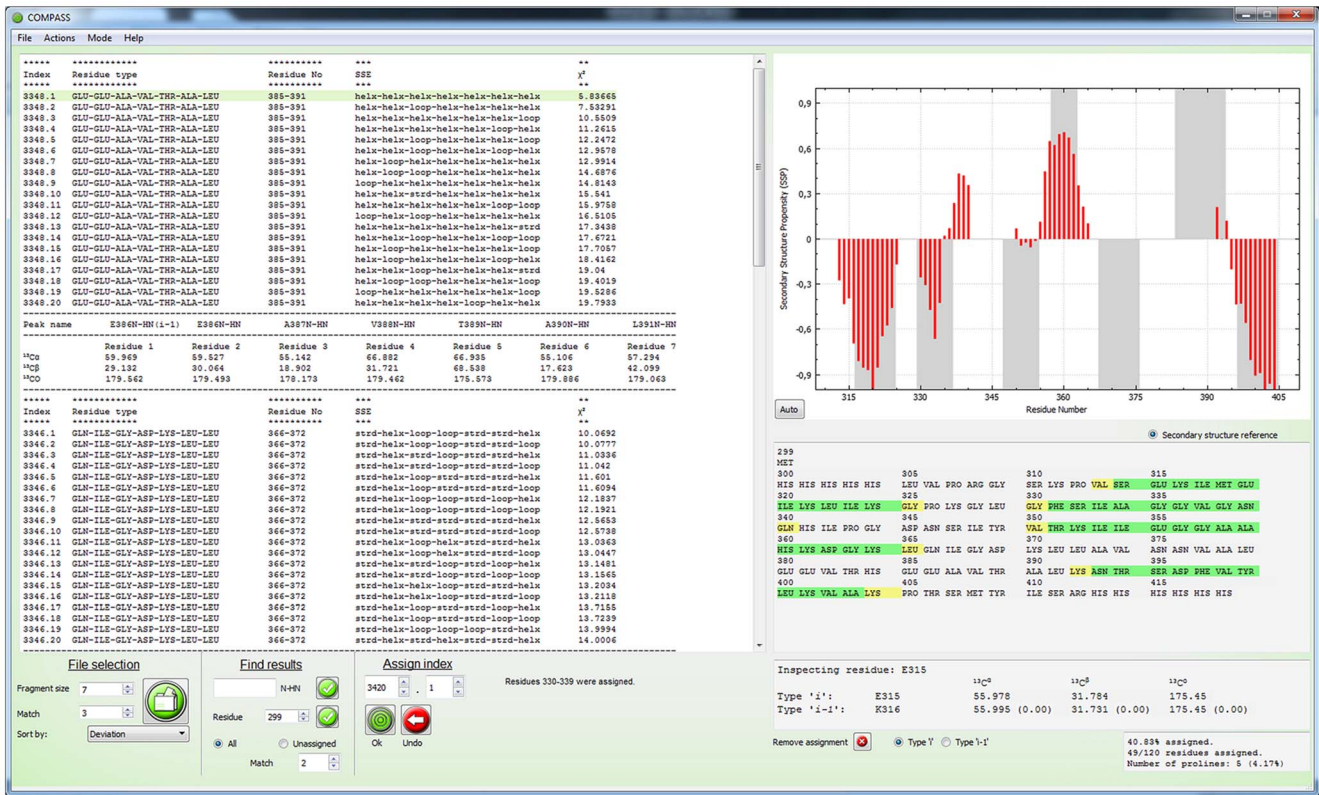 COMPASS
File Actions Mode Help
***** ************ ********** *** **
Index Residue type Residue No SSE χ²
***** ************ ********** *** **
3348.1 GLU-GLU-ALA-VAL-THR-ALA-LEU 385-391 helx-helx-helx-helx-helx-helx-helx 5.83665
3348.2 GLU-GLU-ALA-VAL-THR-ALA-LEU 385-391 helx-helx-loop-helx-helx-helx-helx 7.53291
3348.3 GLU-GLU-ALA-VAL-THR-ALA-LEU 385-391 helx-helx-helx-helx-helx-helx-loop 10.5509
3348.4 GLU-GLU-ALA-VAL-THR-ALA-LEU 385-391 helx-helx-helx-helx-helx-loop-helx 11.2615
3348.5 GLU-GLU-ALA-VAL-THR-ALA-LEU 385-391 helx-helx-loop-helx-helx-helx-loop 12.2472
3348.6 GLU-GLU-ALA-VAL-THR-ALA-LEU 385-391 helx-helx-loop-helx-helx-loop-helx 12.9578
3348.7 GLU-GLU-ALA-VAL-THR-ALA-LEU 385-391 helx-loop-helx-helx-helx-helx-helx 12.9914
3348.8 GLU-GLU-ALA-VAL-THR-ALA-LEU 385-391 helx-loop-loop-helx-helx-helx-helx 14.6876
3348.9 GLU-GLU-ALA-VAL-THR-ALA-LEU 385-391 loop-helx-helx-helx-helx-helx-helx 14.8143
3348.10 GLU-GLU-ALA-VAL-THR-ALA-LEU 385-391 helx-helx-strd-helx-helx-helx-helx 15.541
3348.11 GLU-GLU-ALA-VAL-THR-ALA-LEU 385-391 helx-helx-helx-helx-helx-loop-loop 15.9758
3348.12 GLU-GLU-ALA-VAL-THR-ALA-LEU 385-391 loop-helx-loop-helx-helx-helx-helx 16.5105
3348.13 GLU-GLU-ALA-VAL-THR-ALA-LEU 385-391 helx-helx-helx-helx-helx-helx-strd 17.3438
3348.14 GLU-GLU-ALA-VAL-THR-ALA-LEU 385-391 helx-helx-loop-helx-helx-loop-loop 17.6721
3348.15 GLU-GLU-ALA-VAL-THR-ALA-LEU 385-391 helx-loop-helx-helx-helx-helx-loop 17.7057
3348.16 GLU-GLU-ALA-VAL-THR-ALA-LEU 385-391 helx-loop-helx-helx-helx-loop-helx 18.4162
3348.17 GLU-GLU-ALA-VAL-THR-ALA-LEU 385-391 helx-helx-loop-helx-helx-helx-strd 19.04
3348.18 GLU-GLU-ALA-VAL-THR-ALA-LEU 385-391 helx-loop-loop-helx-helx-helx-loop 19.4019
3348.19 GLU-GLU-ALA-VAL-THR-ALA-LEU 385-391 loop-helx-helx-helx-helx-helx-loop 19.5286
3348.20 GLU-GLU-ALA-VAL-THR-ALA-LEU 385-391 helx-helx-helx-helx-loop-helx-helx 19.7933
Peak name E386N-HN(i-1) E386N-HN A387N-HN V388N-HN T389N-HN A390N-HN L391N-HN
Residue 1 Residue 2 Residue 3 Residue 4 Residue 5 Residue 6 Residue 7
¹³Cα 59.969 59.527 55.142 66.882 66.935 55.106 57.294
¹³Cβ 29.132 30.064 18.902 31.721 68.538 17.623 42.099
¹³CO 179.562 179.493 178.173 179.462 175.573 179.886 179.063
***** ************ ********** *** **
Index Residue type Residue No SSE χ²
***** ************ ********** *** **
3346.1 GLN-ILE-GLY-ASP-LYS-LEU-LEU 366-372 strd-helx-loop-loop-strd-strd-helx 10.0692
3346.2 GLN-ILE-GLY-ASP-LYS-LEU-LEU 366-372 strd-helx-loop-loop-strd-strd-loop 10.0777
3346.3 GLN-ILE-GLY-ASP-LYS-LEU-LEU 366-372 strd-helx-helx-loop-strd-strd-helx 11.0336
3346.4 GLN-ILE-GLY-ASP-LYS-LEU-LEU 366-372 strd-helx-helx-loop-strd-strd-loop 11.042
3346.5 GLN-ILE-GLY-ASP-LYS-LEU-LEU 366-372 strd-helx-loop-strd-strd-strd-helx 11.601
3346.6 GLN-ILE-GLY-ASP-LYS-LEU-LEU 366-372 strd-helx-loop-strd-strd-strd-loop 11.6094
3346.7 GLN-ILE-GLY-ASP-LYS-LEU-LEU 366-372 strd-helx-strd-loop-strd-strd-helx 12.1837
3346.8 GLN-ILE-GLY-ASP-LYS-LEU-LEU 366-372 strd-helx-strd-loop-strd-strd-loop 12.1921
3346.9 GLN-ILE-GLY-ASP-LYS-LEU-LEU 366-372 strd-helx-helx-strd-strd-strd-helx 12.5653
3346.10 GLN-ILE-GLY-ASP-LYS-LEU-LEU 366-372 strd-helx-helx-strd-strd-strd-loop 12.5738
3346.11 GLN-ILE-GLY-ASP-LYS-LEU-LEU 366-372 strd-helx-loop-helx-strd-strd-helx 13.0363
3346.12 GLN-ILE-GLY-ASP-LYS-LEU-LEU 366-372 strd-helx-loop-helx-strd-strd-loop 13.0447
3346.13 GLN-ILE-GLY-ASP-LYS-LEU-LEU 366-372 strd-helx-loop-loop-strd-loop-helx 13.1481
3346.14 GLN-ILE-GLY-ASP-LYS-LEU-LEU 366-372 strd-helx-loop-loop-strd-loop-loop 13.1565
3346.15 GLN-ILE-GLY-ASP-LYS-LEU-LEU 366-372 strd-helx-loop-loop-helx-strd-helx 13.2034
3346.16 GLN-ILE-GLY-ASP-LYS-LEU-LEU 366-372 strd-helx-loop-loop-helx-strd-loop 13.2118
3346.17 GLN-ILE-GLY-ASP-LYS-LEU-LEU 366-372 strd-helx-strd-strd-strd-strd-helx 13.7155
3346.18 GLN-ILE-GLY-ASP-LYS-LEU-LEU 366-372 strd-helx-strd-strd-strd-strd-loop 13.7239
3346.19 GLN-ILE-GLY-ASP-LYS-LEU-LEU 366-372 strd-helx-loop-loop-strd-strd-strd 13.9994
3346.20 GLN-ILE-GLY-ASP-LYS-LEU-LEU 366-372 strd-helx-strd-helx-strd-strd-helx 14.0006
File selection
Fragment size 7
Match 3
Sort by: Deviation
Find results
N-HN
Residue 299
All Unassigned
Match 2
Assign index
3420 . 1
Ok Undo
Residues 330-339 were assigned.
Secondary Structure Propensity (SSP)
0,9
0,6
0,3
0
-0,3
-0,6
-0,9
315 330 345 360 375 390 405
Residue Number
Auto
Secondary structure reference
299
MET
300 305 310 315
HIS HIS HIS HIS HIS LEU VAL PRO ARG GLY SER LYS PRO VAL SER GLU LYS ILE MET GLU
320 325 330 335
ILE LYS LEU ILE LYS GLY PRO LYS GLY LEU GLY PHE SER ILE ALA GLY GLY VAL GLY ASN
340 345 350 355
GLN HIS ILE PRO GLY ASP ASN SER ILE TYR VAL THR LYS ILE ILE GLU GLY GLY ALA ALA
360 365 370 375
HIS LYS ASP GLY LYS LEU GLN ILE GLY ASP LYS LEU LEU ALA VAL ASN ASN VAL ALA LEU
380 385 390 395
GLU GLU VAL THR HIS GLU GLU ALA VAL THR ALA LEU LYS ASN THR SER ASP PHE VAL TYR
400 405 410 415
LEU LYS VAL ALA LYS PRO THR SER MET TYR ILE SER ARG HIS HIS HIS HIS HIS HIS
Inspecting residue: E315
¹³Cα ¹³Cβ ¹³CO
Type 'i': E315 55.978 31.784 175.45
Type 'i-1': K316 55.995 (0.00) 31.731 (0.00) 175.45 (0.00)
Remove assignment Type 'i' Type 'i-1'
40.83% assigned.
49/120 residues assigned.
Number of prolines: 5 (4.17%)